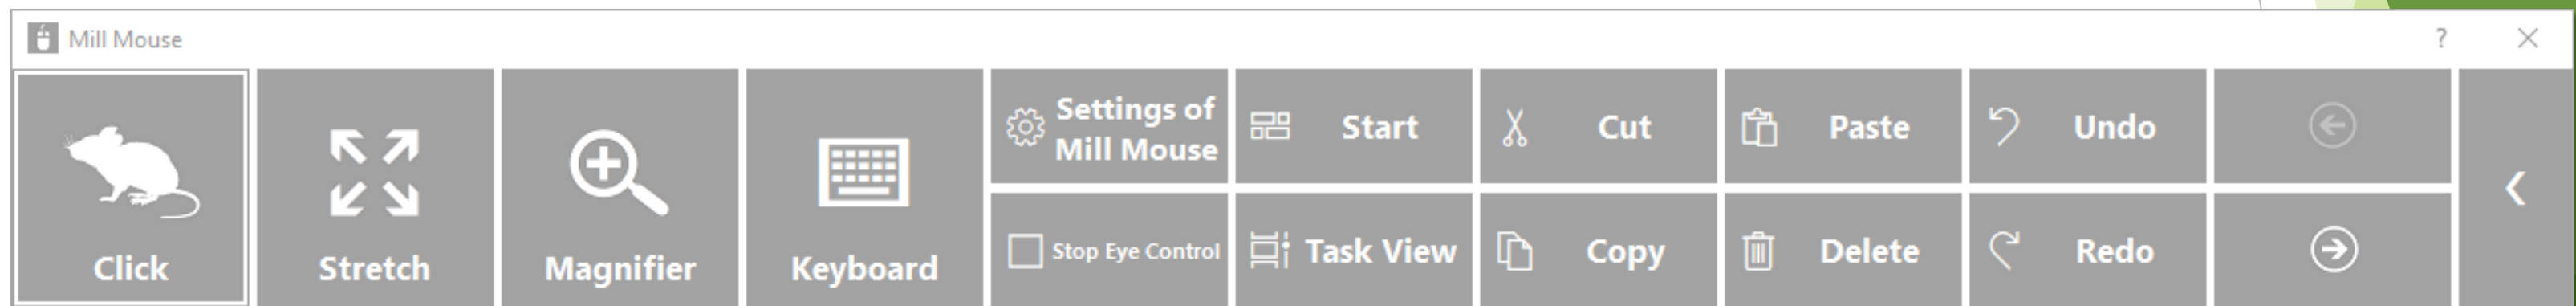 Mill Mouse
?
Click
Stretch
Magnifier
Keyboard
Settings of
Mill Mouse
Stop Eye Control
Start
Task View
Cut
Copy
Paste
Delete
Undo
Redo